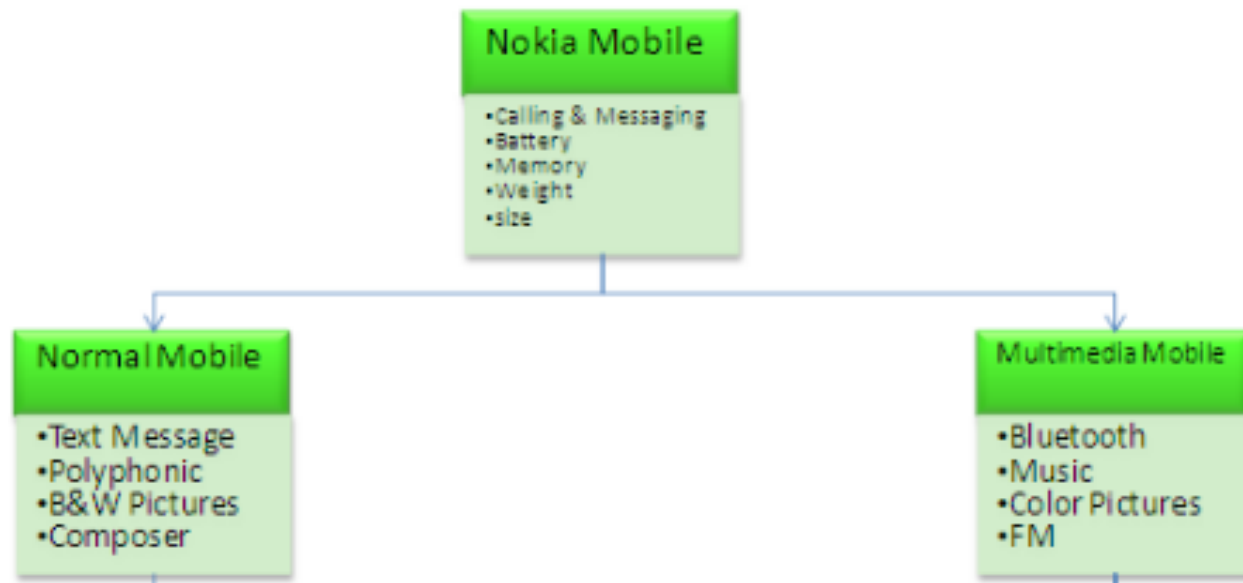 Nokia Mobile
•Calling & Messaging
•Battery
•Memory
•Weight
•size
Normal Mobile
•Text Message
•Polyphonic
•B&W Pictures
•Composer
Multimedia Mobile
•Bluetooth
•Music
•Color Pictures
•FM